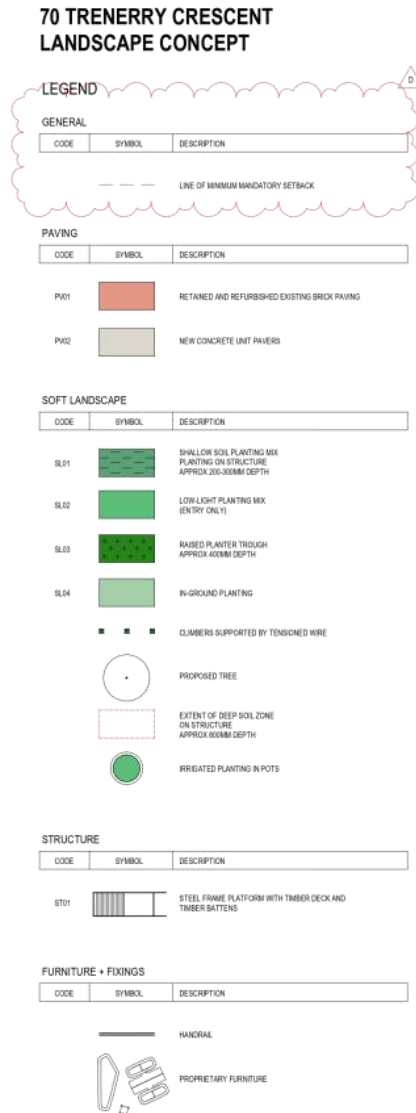 70 TRENERRY CRESCENT
LANDSCAPE CONCEPT
D
LEGEND
GENERAL
CODE SYMBOL DESCRIPTION
LINE OF MINIMUM MANDATORY SETBACK
PAVING
CODE SYMBOL DESCRIPTION
PV01 RETAINED AND REFURBISHED EXISTING BRICK PAVING
PV02 NEW CONCRETE UNIT PAVERS
SOFT LANDSCAPE
CODE SYMBOL DESCRIPTION
SL01 SHALLOW SOIL PLANTING MIX
PLANTING ON STRUCTURE
APPROX 200-300MM DEPTH
SL02 LOW-LIGHT PLANTING MIX
(ENTRY ONLY)
SL03 RAISED PLANTER TROUGH
APPROX 400MM DEPTH
SL04 IN-GROUND PLANTING
CLIMBERS SUPPORTED BY TENSIONED WIRE
PROPOSED TREE
EXTENT OF DEEP SOIL ZONE
ON STRUCTURE
APPROX 800MM DEPTH
IRRIGATED PLANTING IN POTS
STRUCTURE
CODE SYMBOL DESCRIPTION
ST01 STEEL FRAME PLATFORM WITH TIMBER DECK AND
TIMBER BATTENS
FURNITURE + FIXINGS
CODE SYMBOL DESCRIPTION
HANDRAIL
PROPRIETARY FURNITURE